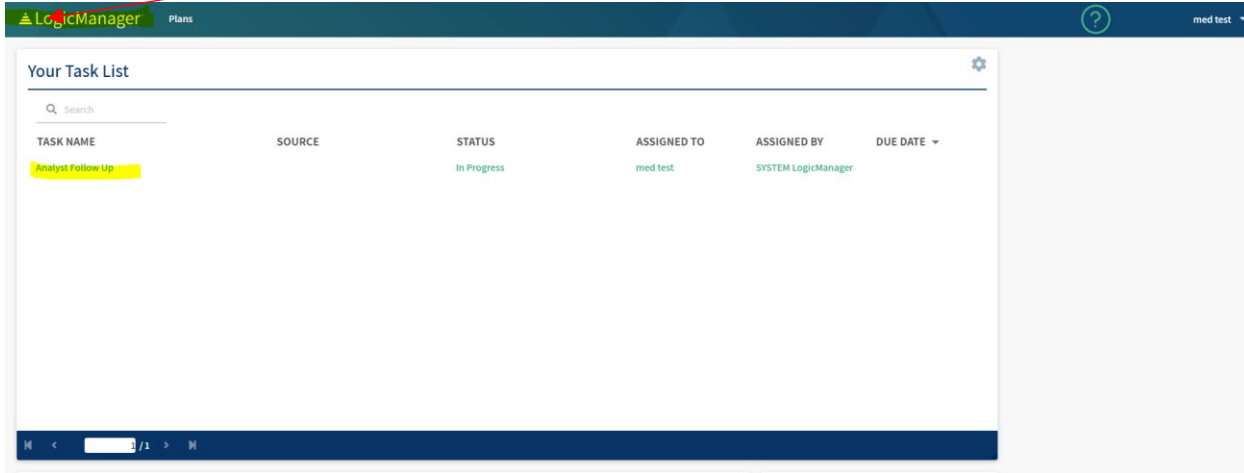 LogicManager Plans ? med test
Your Task List
Search
TASK NAME SOURCE STATUS ASSIGNED TO ASSIGNED BY DUE DATE
Analyst Follow Up In Progress med test SYSTEM LogicManager
1 /1